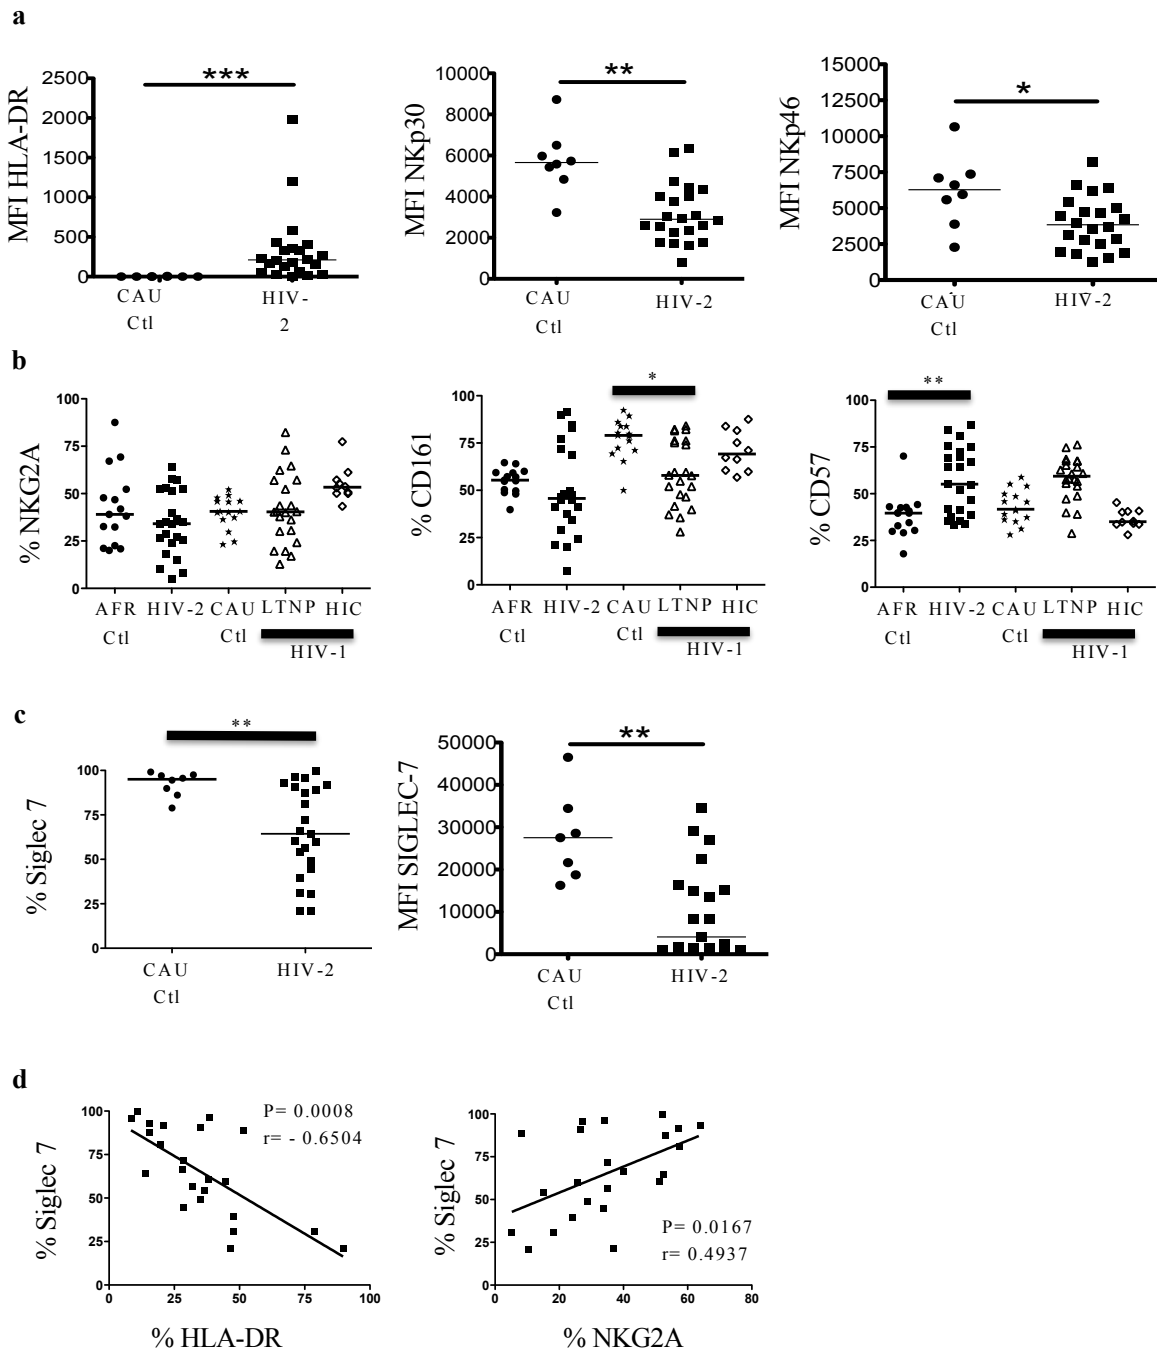 a
***
MFI HLA-DR
2500
2000
1500
1000
500
0
CAU
Ctl
HIV-
2
**
MFI NKp30
10000
8000
6000
4000
2000
0
CAU
Ctl
HIV-2
*
MFI NKp46
15000
12500
10000
7500
5000
2500
0
CAU
Ctl
HIV-2
b
% NKG2A
100
75
50
25
0
AFR HIV-2 CAU LTNP HIC
Ctl Ctl
HIV-1
*
% CD161
100
75
50
25
0
AFR HIV-2 CAU LTNP HIC
Ctl Ctl
HIV-1
**
% CD57
100
75
50
25
0
AFR HIV-2 CAU LTNP HIC
Ctl Ctl
HIV-1
c
**
% Siglec 7
100
75
50
25
0
CAU
Ctl
HIV-2
**
MFI SIGLEC-7
50000
40000
30000
20000
10000
0
CAU
Ctl
HIV-2
d
% Siglec 7
100
75
50
25
0
P= 0.0008
r= - 0.6504
0 25 50 75 100
% HLA-DR
% Siglec 7
100
75
50
25
0
P= 0.0167
r= 0.4937
0 20 40 60 80
% NKG2A